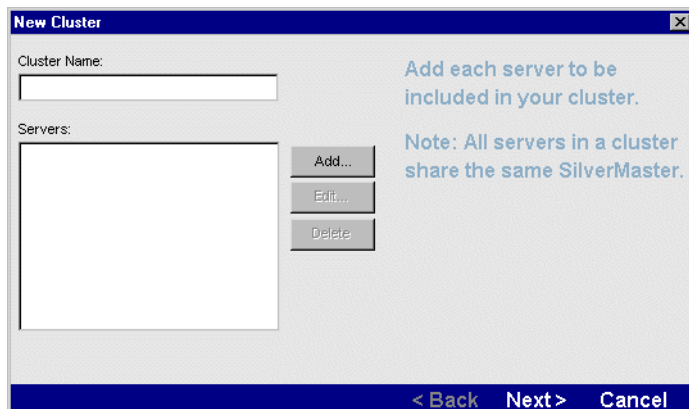 New Cluster
Cluster Name:
Add each server to be
included in your cluster.
Servers:
Note: All servers in a cluster
share the same SilverMaster.
Add...
Edit...
Delete
< Back Next > Cancel